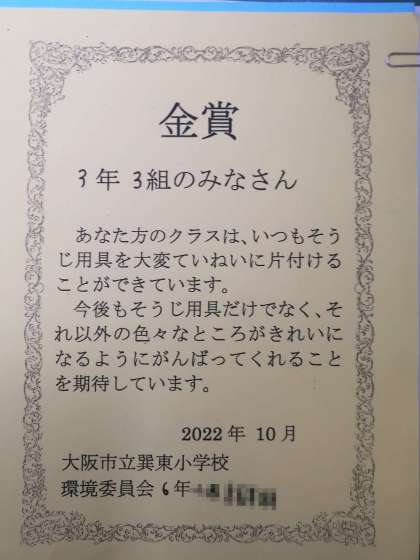 金賞
3年 3組のみなさん
あなた方のクラスは、いつもそう
じ用具を大変ていねいに片付ける
ことができています。
今後もそうじ用具だけでなく、そ
れ以外の色々なところがきれいに
なるようにがんばってくれること
を期待しています。
2022年 10月
大阪市立巽東小学校
環境委員会 6年